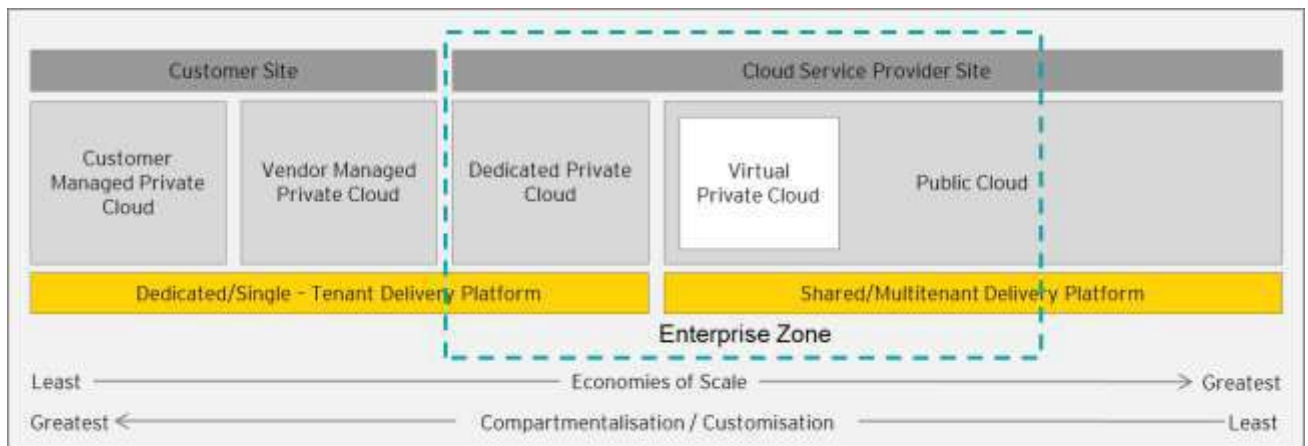 Customer Site
Cloud Service Provider Site
Customer
Managed Private
Cloud
Vendor Managed
Private Cloud
Dedicated Private
Cloud
Virtual
Private Cloud
Public Cloud
Dedicated/Single - Tenant Delivery Platform
Shared/Multitenant Delivery Platform
Enterprise Zone
Least
Economies of Scale
Greatest
Greatest
Compartmentalisation / Customisation
Least